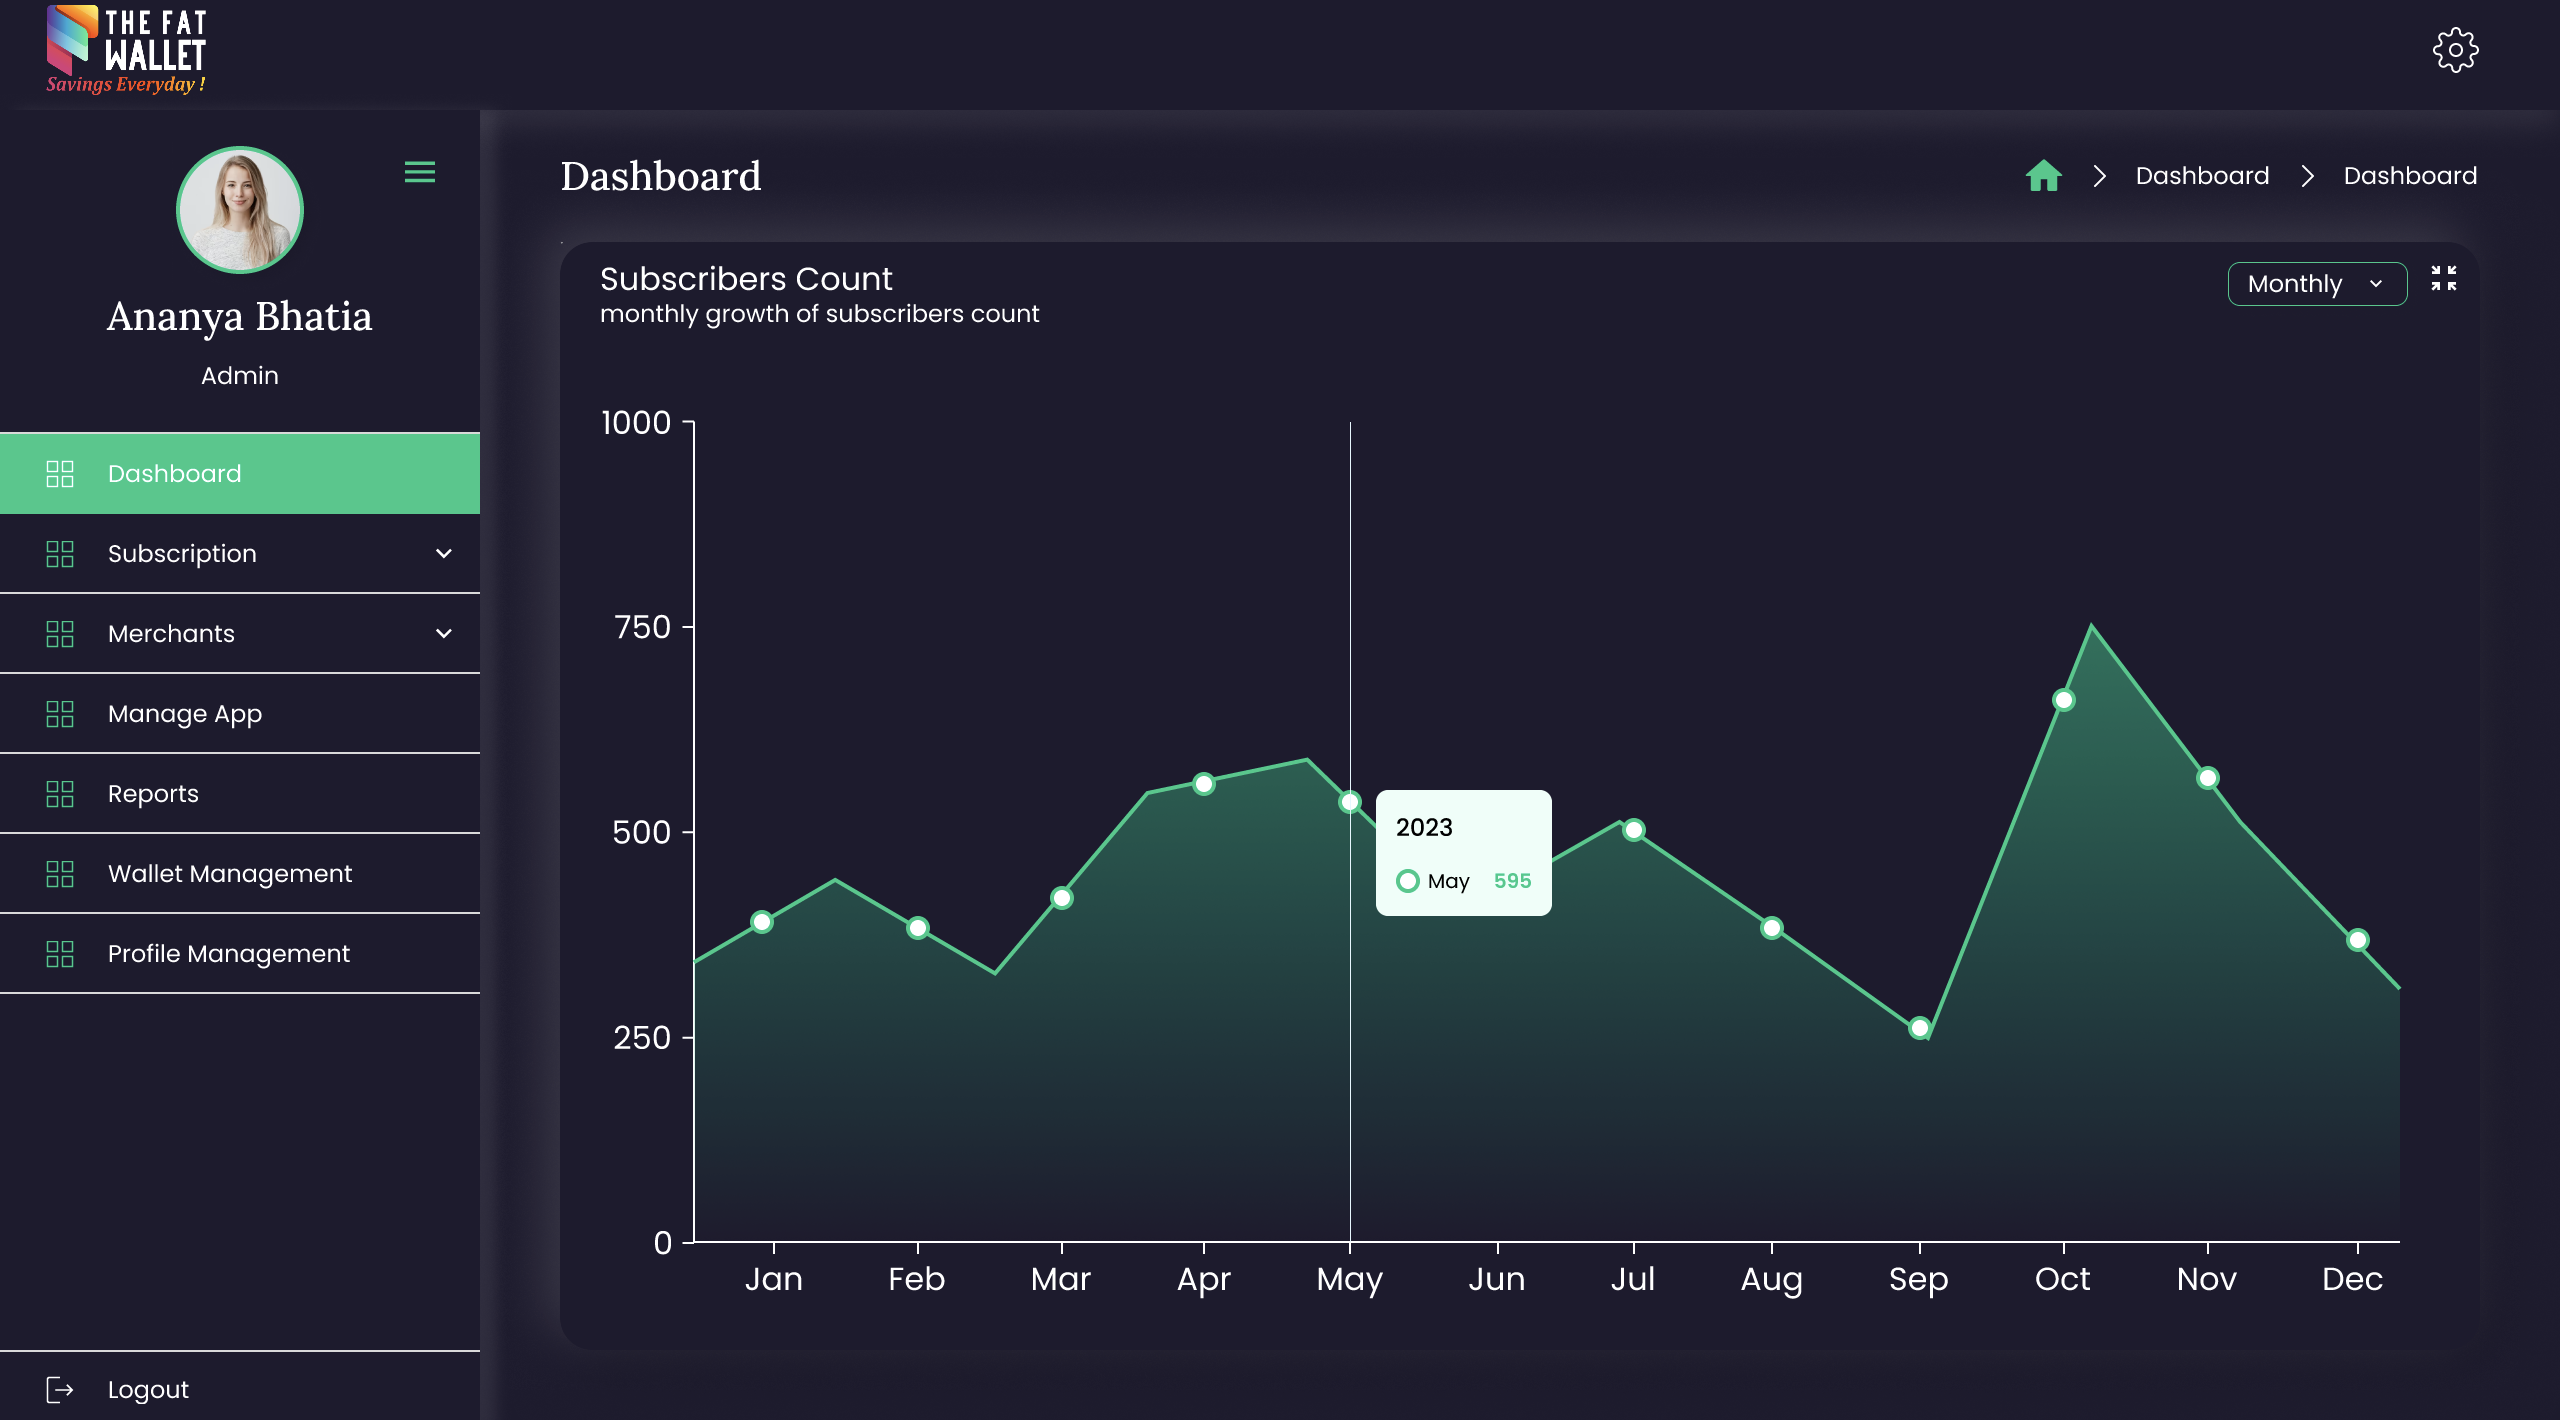 THE FAT
WALLET
Savings Everyday !
Ananya Bhatia
Admin
Dashboard
Subscription
Merchants
Manage App
Reports
Wallet Management
Profile Management
Logout
Dashboard
Dashboard
Dashboard
Subscribers Count
monthly growth of subscribers count
Monthly
1000
750
500
250
0
2023
May 595
Jan Feb Mar Apr May Jun Jul Aug Sep Oct Nov Dec